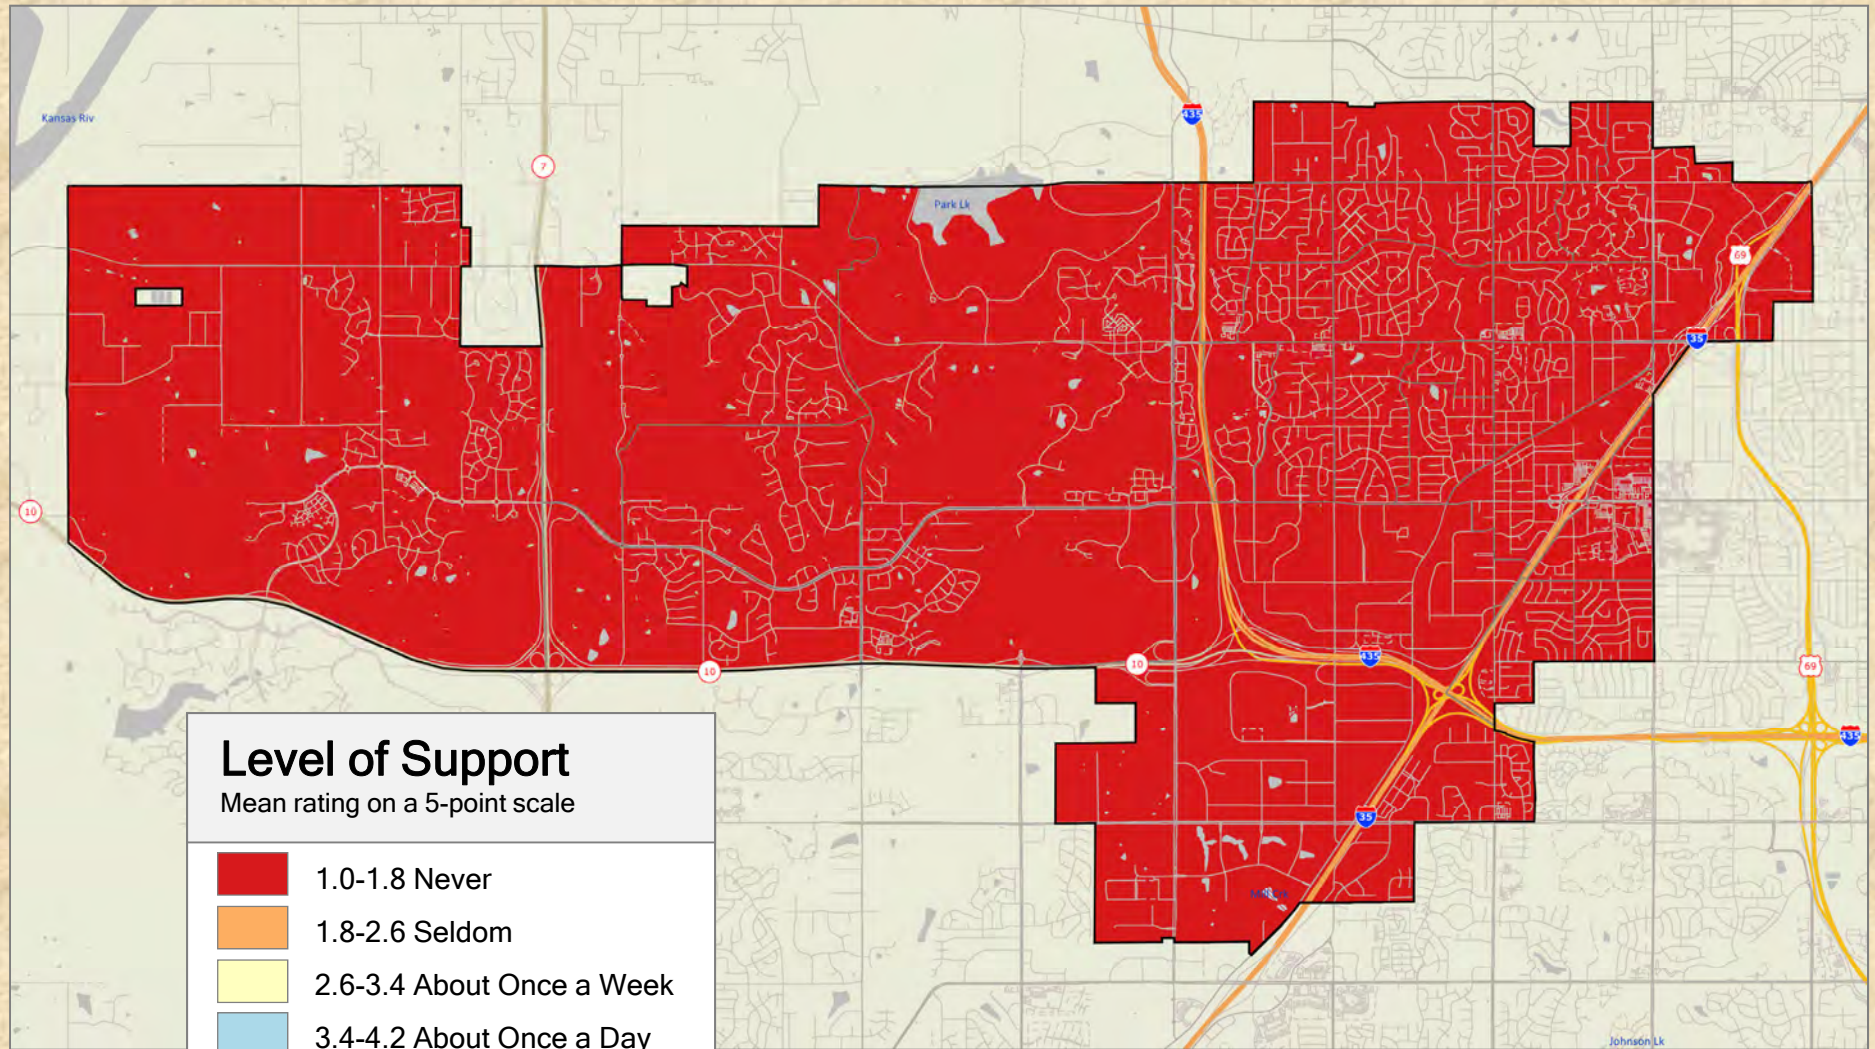 Kansas Riv
435
7
Park Lk
69
35
10
435
10
10
69
435
Level of Support
Mean rating on a 5-point scale
35
1.0-1.8 Never
1.8-2.6 Seldom
2.6-3.4 About Once a Week
3.4-4.2 About Once a Day
Johnson Lk